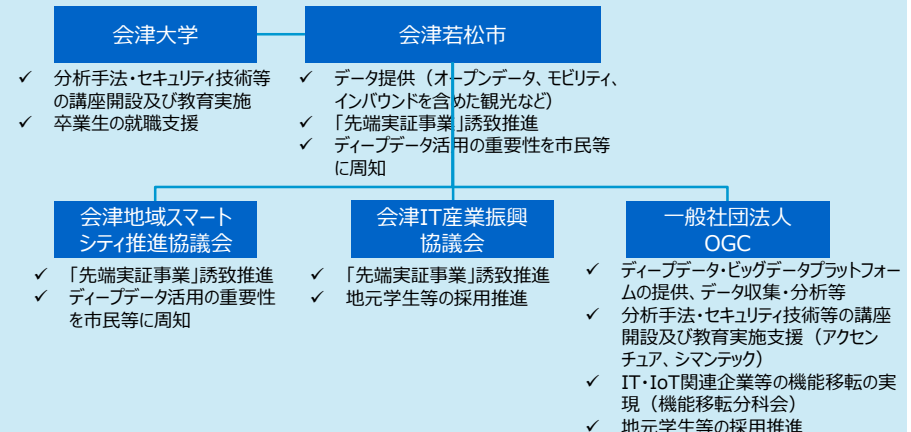 会津大学
会津若松市
✓ 分析手法・セキュリティ技術等
の講座開設及び教育実施
✓ 卒業生の就職支援
✓ データ提供（オープンデータ、モビリティ、
インバウンドを含めた観光など）
✓ 「先端実証事業」誘致推進
✓ ディープデータ活用の重要性を市民等
に周知
会津地域スマート
シティ推進協議会
✓ 「先端実証事業」誘致推進
✓ ディープデータ活用の重要性
を市民等に周知
会津IT産業振興
協議会
✓ 「先端実証事業」誘致推進
✓ 地元学生等の採用推進
一般社団法人
OGC
✓ ディープデータ・ビッグデータプラットフォー
ムの提供、データ収集・分析等
✓ 分析手法・セキュリティ技術等の講座
開設及び教育実施支援（アクセン
チュア、シマンテック）
✓ IT・IoT関連企業等の機能移転の実
現（機能移転分科会）
✓ 地元学生等の採用推進